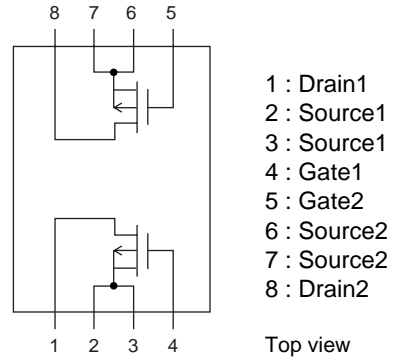 8 7 6 5
1 : Drain1
2 : Source1
3 : Source1
4 : Gate1
5 : Gate2
6 : Source2
7 : Source2
8 : Drain2
1 2 3 4
Top view